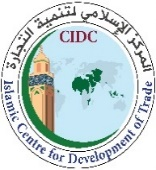 المركز الإسلامي لتنمية التجارة
CIDC
Islamic Centre for Development of Trade